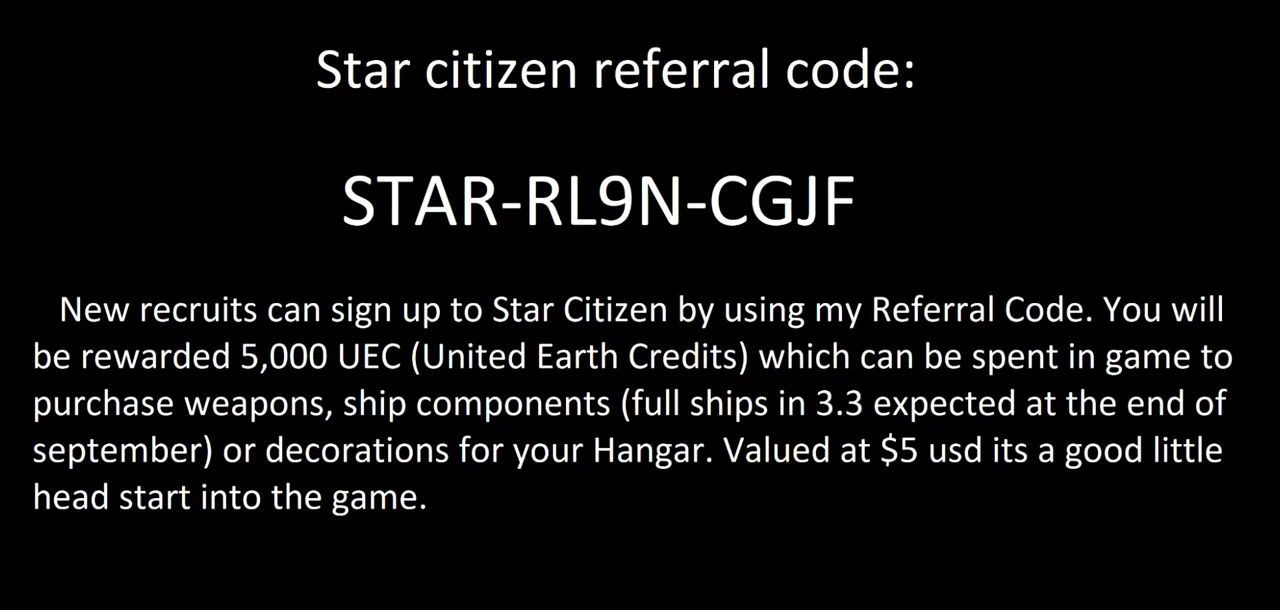 Star citizen referral code:
STAR-RL9N-CGJF
New recruits can sign up to Star Citizen by using my Referral Code. You will
be rewarded 5,000 UEC (United Earth Credits) which can be spent in game to
purchase weapons, ship components (full ships in 3.3 expected at the end of
september) or decorations for your Hangar. Valued at $5 usd its a good little
head start into the game.